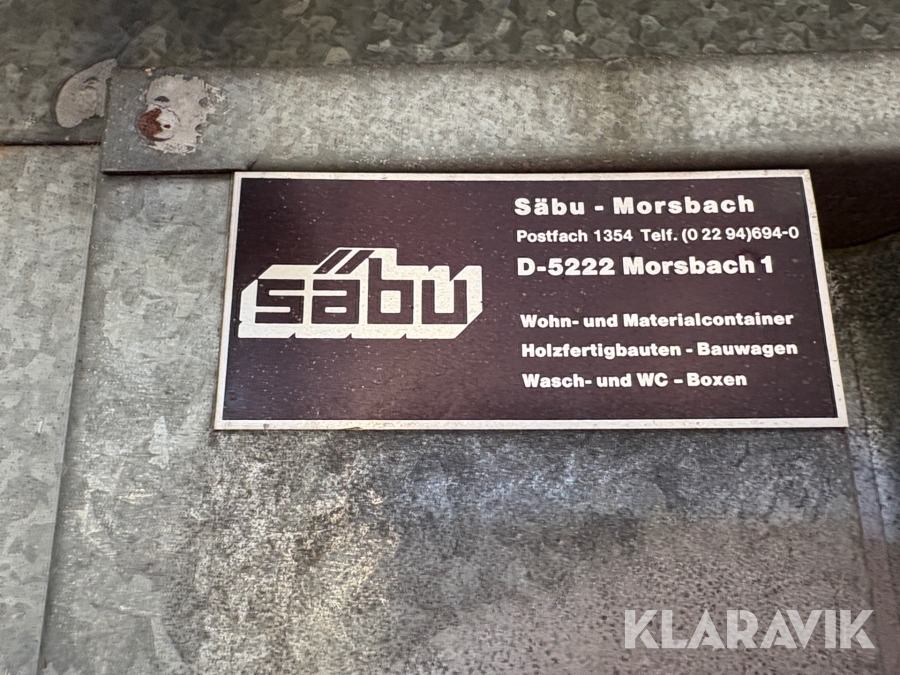 säbu
Säbu - Morsbach
Postfach 1354 Telf. (0 22 94)694-0
D-5222 Morsbach 1
Wohn- und Materialcontainer
Holzfertigbauten - Bauwagen
Wasch- und WC - Boxen
KLARAVIK